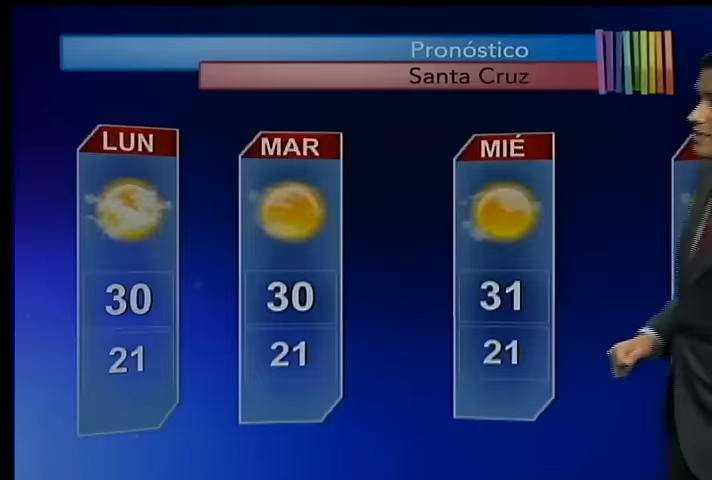 Pronóstico
Santa Cruz
LUN
MAR
MIÉ
30
30
31
21
21
21